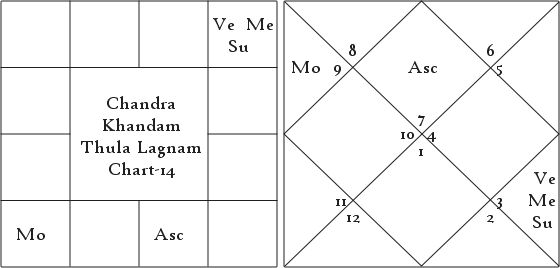 Ve Me
Su
Chandra
Khandam
Thula Lagnam
Chart-14
Mo
Asc
8
6
Mo
9
Asc
5
7
10
4
1
Ve
Me
Su
11
3
12
2